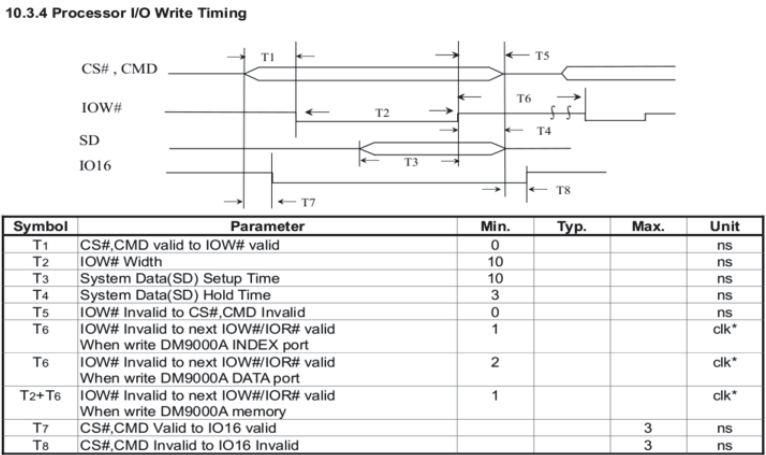 10.3.4 Processor I/O Write Timing
T1 T5
CS# , CMD
T6
IOW#
T2
T4
SD
T3
IO16
T8
T7
Symbol Parameter Min. Typ. Max. Unit
T1 CS#,CMD valid to IOW# valid 0 ns
T2 IOW# Width 10 ns
T3 System Data(SD) Setup Time 10 ns
T4 System Data(SD) Hold Time 3 ns
T5 IOW# Invalid to CS#,CMD Invalid 0 ns
T6 IOW# Invalid to next IOW#/IOR# valid 1 clk*
When write DM9000A INDEX port
T6 IOW# Invalid to next IOW#/IOR# valid 2 clk*
When write DM9000A DATA port
T2+T6 IOW# Invalid to next IOW#/IOR# valid 1 clk*
When write DM9000A memory
T7 CS#,CMD Valid to IO16 valid 3 ns
T8 CS#,CMD Invalid to IO16 Invalid 3 ns